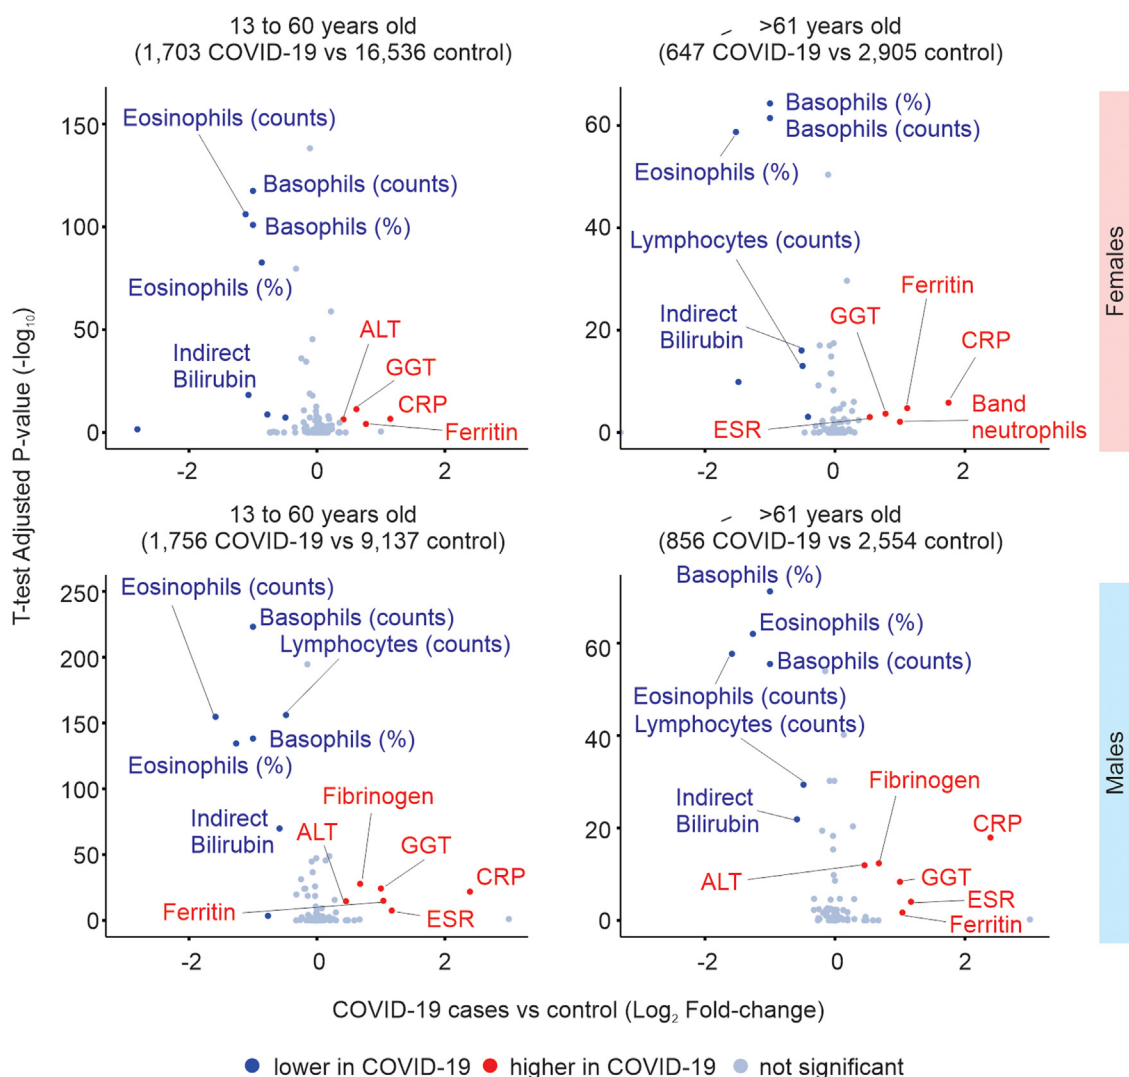 13 to 60 years old
(1,703 COVID-19 vs 16,536 control)
>61 years old
(647 COVID-19 vs 2,905 control)
Females
T-test Adjusted P-value (-log₁₀)
150
100
50
0
-2
0
2
Eosinophils (counts)
Basophils (counts)
Basophils (%)
Eosinophils (%)
Indirect
Bilirubin
ALT
GGT
CRP
Ferritin
60
40
20
0
-2
0
2
Basophils (%)
Basophils (counts)
Eosinophils (%)
Lymphocytes (counts)
Indirect
Bilirubin
Ferritin
GGT
CRP
ESR
Band
neutrophils
13 to 60 years old
(1,756 COVID-19 vs 9,137 control)
>61 years old
(856 COVID-19 vs 2,554 control)
Males
250
200
150
100
50
0
-2
0
2
Eosinophils (counts)
Basophils (counts)
Lymphocytes (counts)
Basophils (%)
Eosinophils (%)
Indirect
Bilirubin
Fibrinogen
ALT
GGT
CRP
Ferritin
ESR
60
40
20
0
-2
0
2
Basophils (%)
Eosinophils (%)
Basophils (counts)
Eosinophils (counts)
Lymphocytes (counts)
Indirect
Bilirubin
Fibrinogen
CRP
ALT
GGT
ESR
Ferritin
COVID-19 cases vs control (Log₂ Fold-change)
lower in COVID-19
higher in COVID-19
not significant